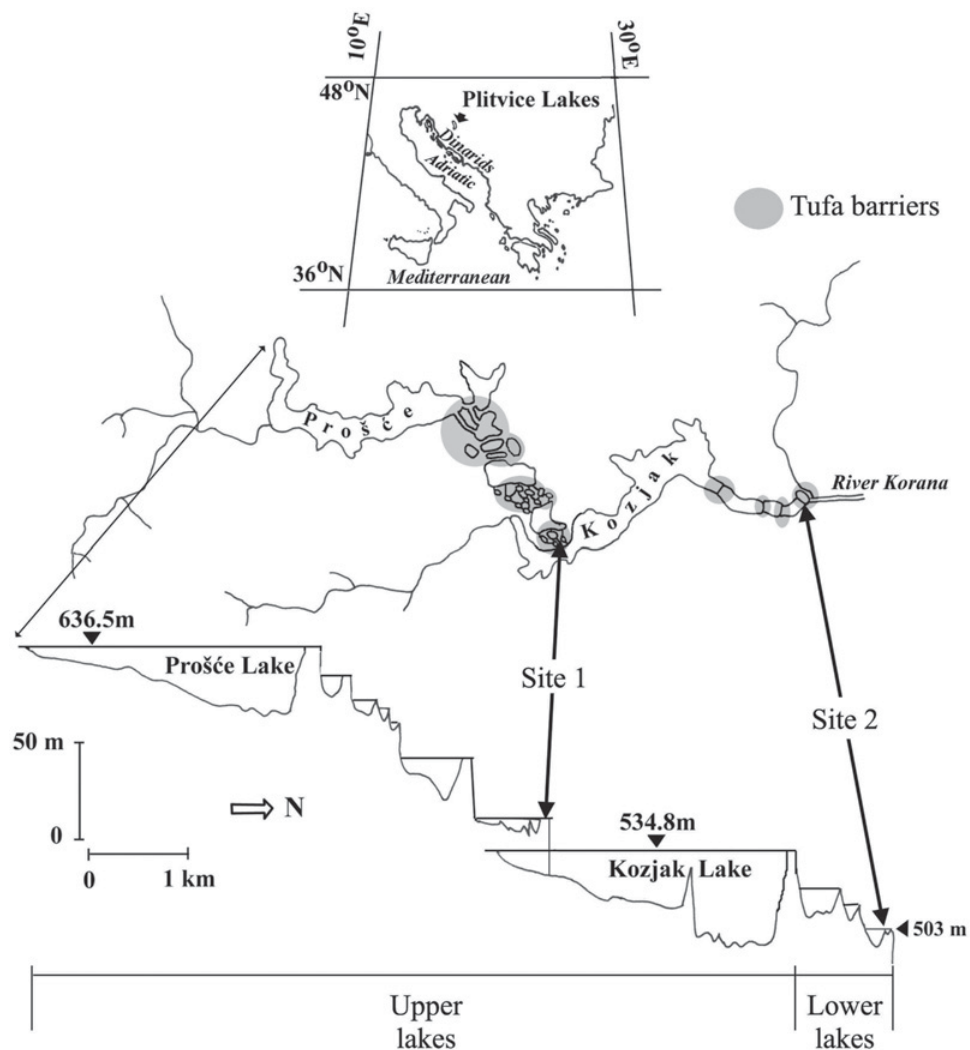 10°E
30°E
48°N
Plitvice Lakes
Dinarids
Adriatic
36°N
Mediterranean
Tufa barriers
Prošće
Kozjak
River Korana
636.5m
Prošće Lake
Site 1
Site 2
50 m
0
N
0 1 km
534.8m
Kozjak Lake
503 m
Upper
lakes
Lower
lakes